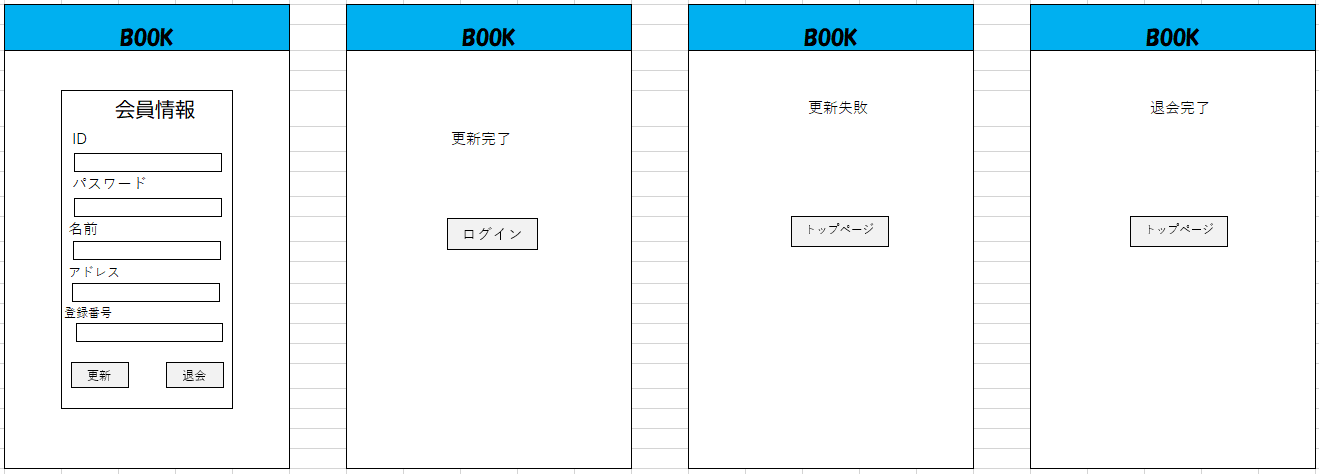 BOOK
会員情報
ID
パスワード
名前
アドレス
登録番号
更新
退会
BOOK
更新完了
ログイン
BOOK
更新失敗
トップページ
BOOK
退会完了
トップページ